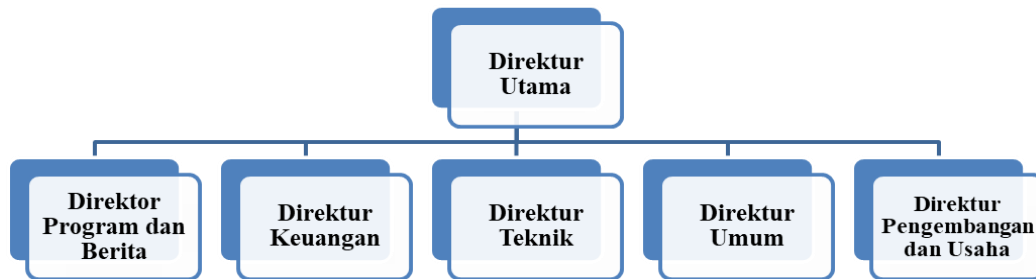 Direktur
Utama
Direktor
Program dan
Berita
Direktur
Keuangan
Direktur
Teknik
Direktur
Umum
Direktur
Pengembangan
dan Usaha